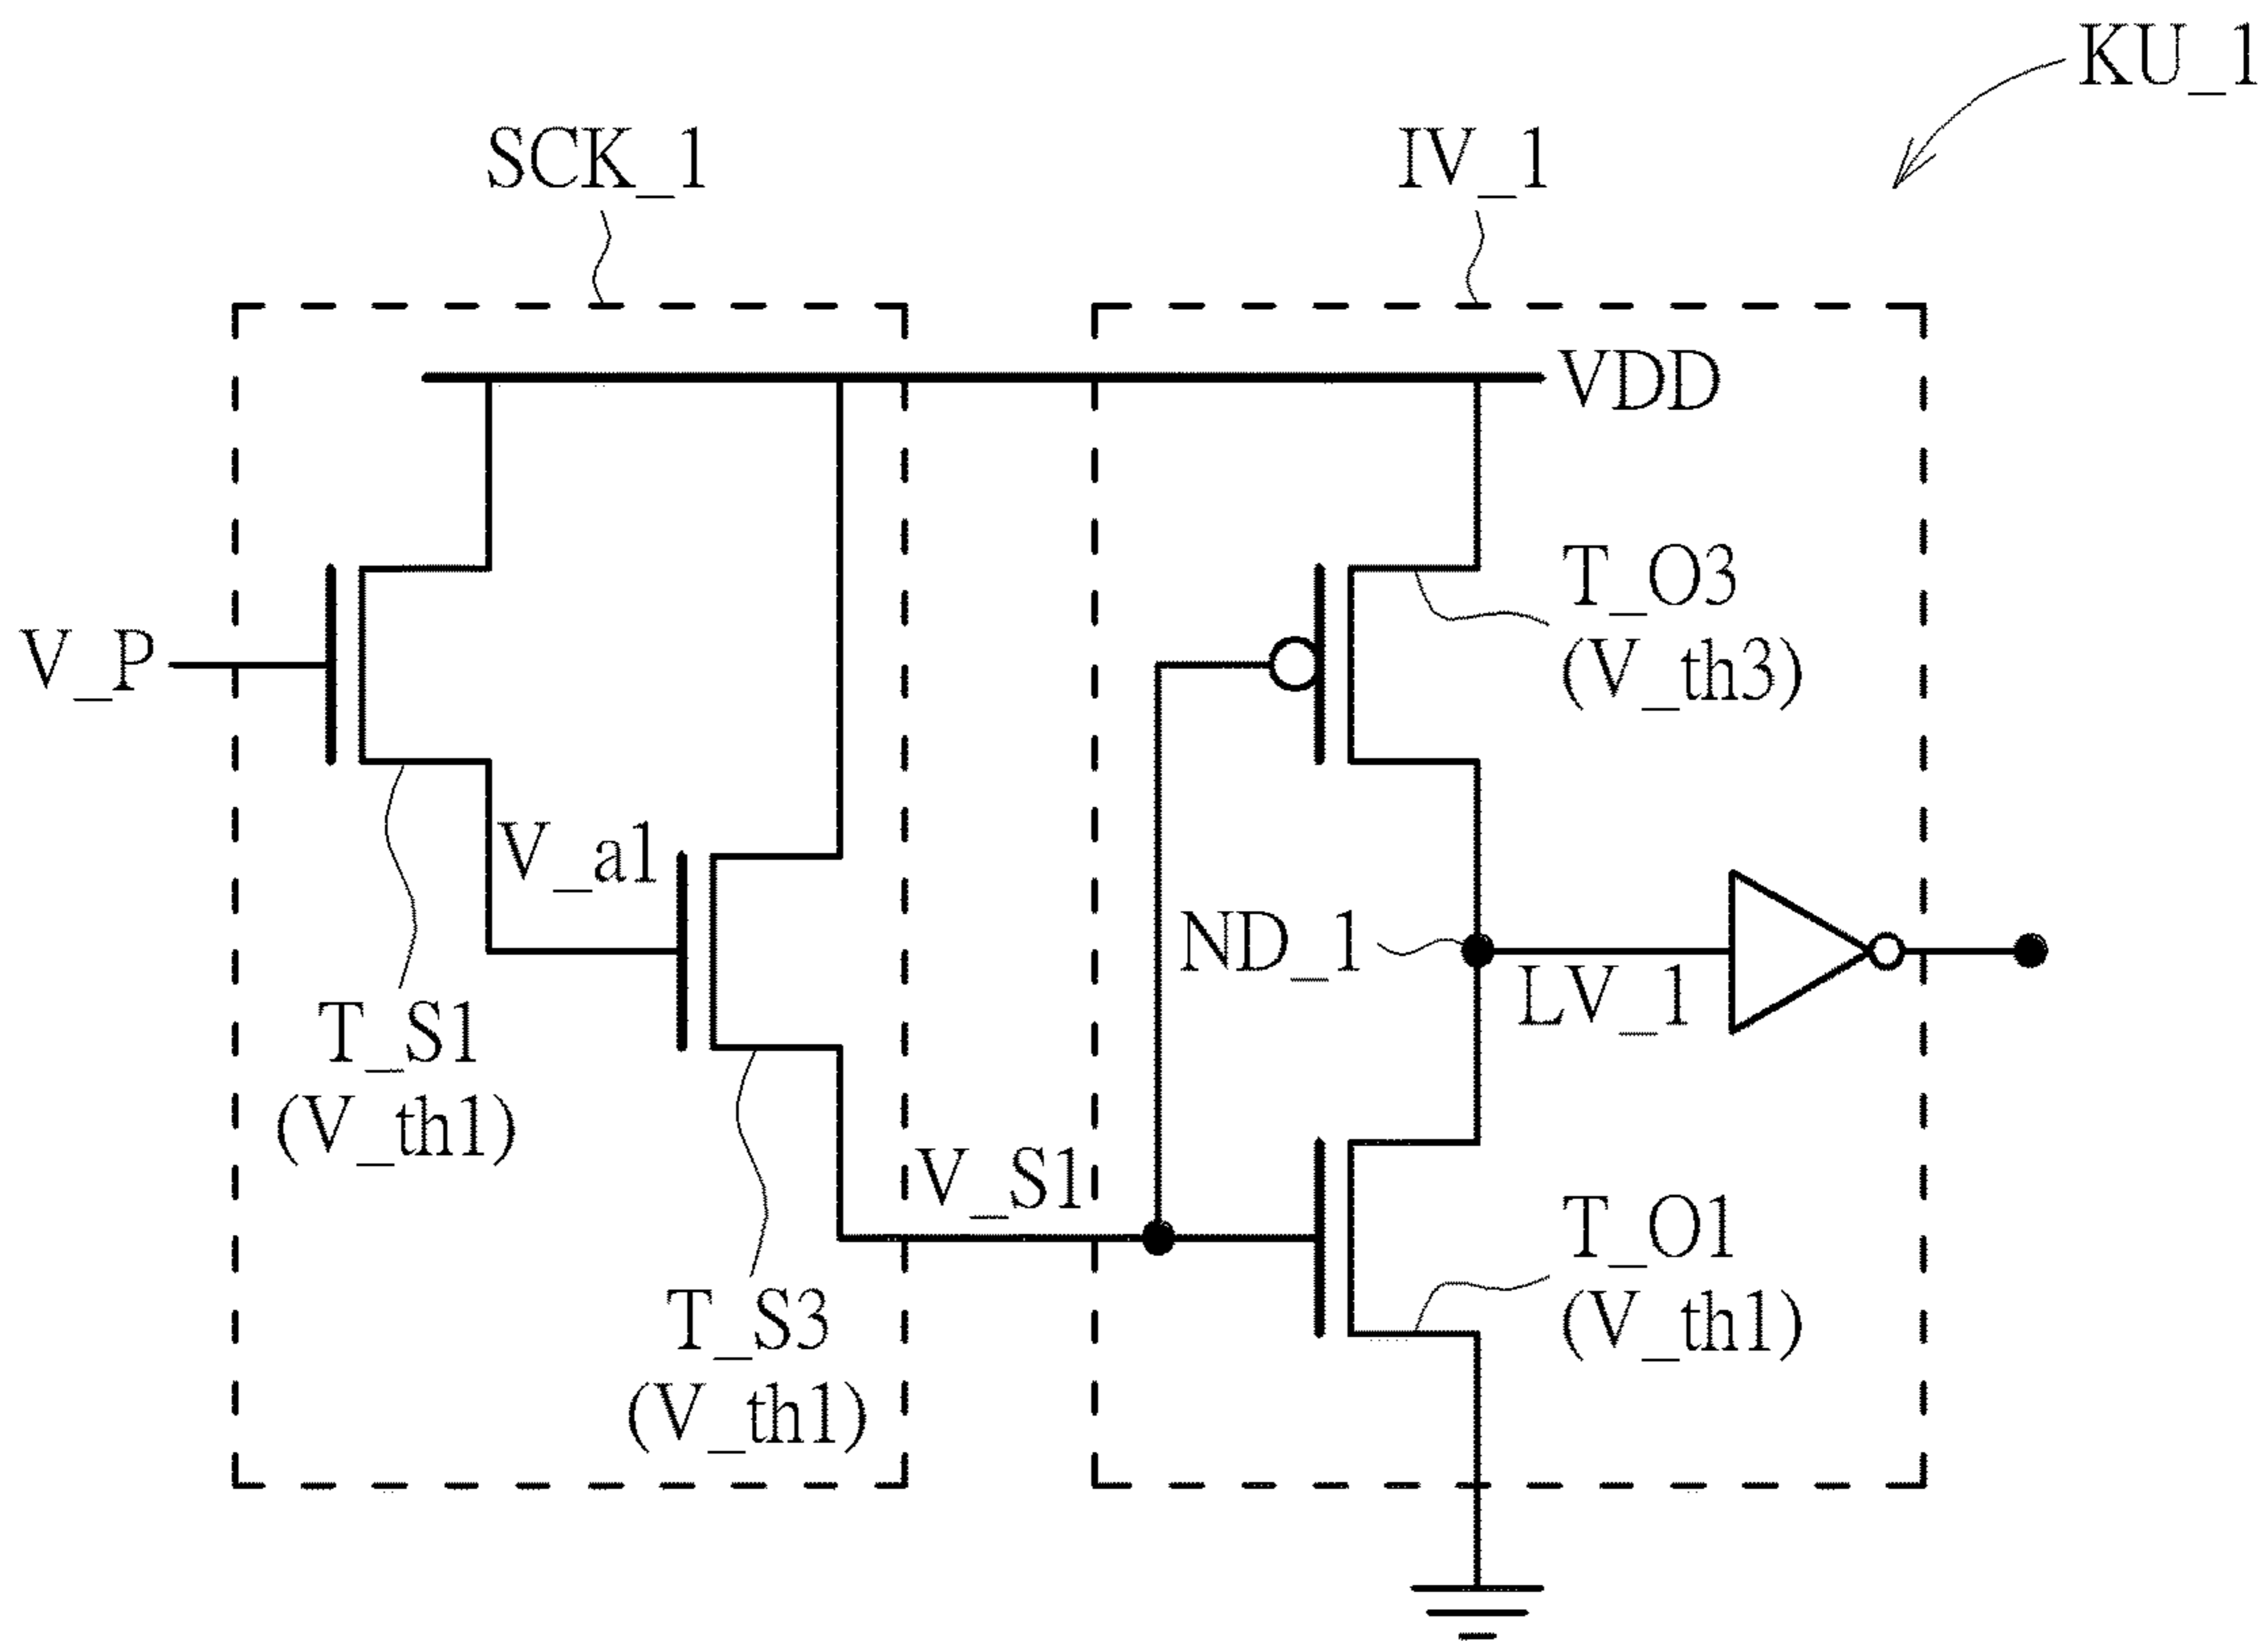 KU_1
SCK_1
IV_1
VDD
T_O3
(V_th3)
V_P
V_a1
ND_1
LV_1
T_S1
(V_th1)
V_S1
T_O1
(V_th1)
T_S3
(V_th1)